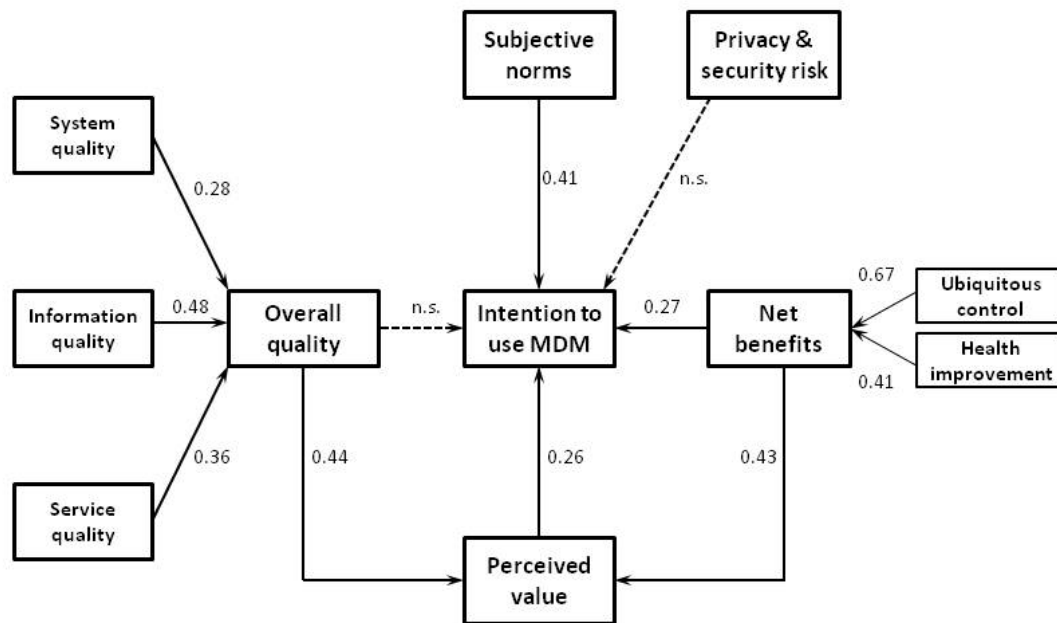 Subjective
norms
Privacy &
security risk
System
quality
0.28
0.41
n.s.
Information
quality
0.48
Overall
quality
n.s.
Intention to
use MDM
0.27
Net
benefits
0.67
Ubiquitous
control
Health
improvement
0.41
Service
quality
0.36
0.44
0.26
0.43
Perceived
value